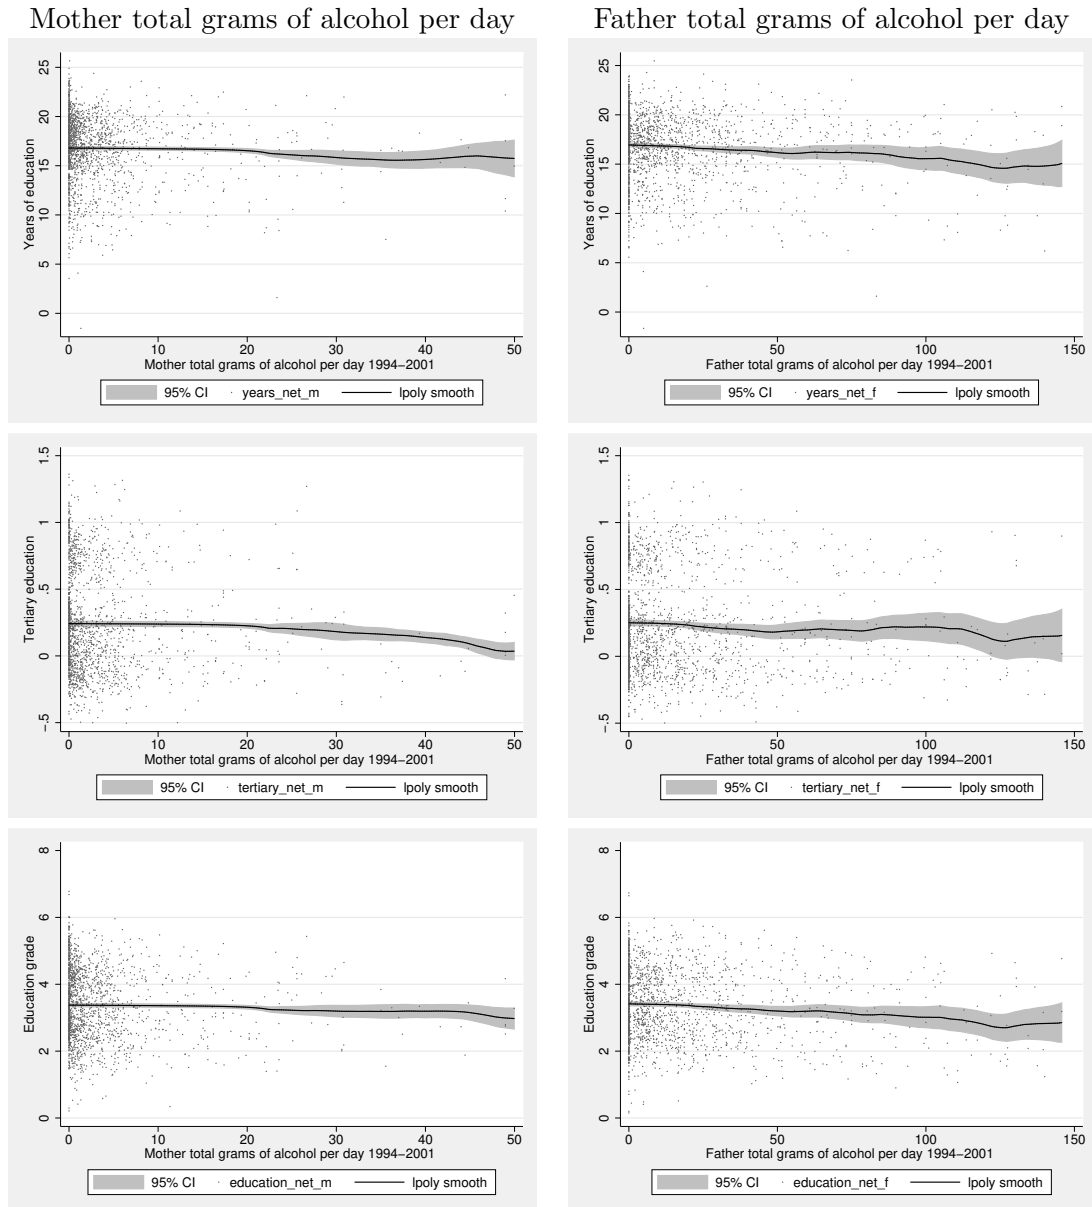 Mother total grams of alcohol per day
Father total grams of alcohol per day
Years of education
25
20
15
10
5
0
0 10 20 30 40 50
Mother total grams of alcohol per day 1994−2001
95% CI years_net_m lpoly smooth
Years of education
25
20
15
10
5
0
0 50 100 150
Father total grams of alcohol per day 1994−2001
95% CI years_net_f lpoly smooth
Tertiary education
1.5
1
.5
0
−.5
0 10 20 30 40 50
Mother total grams of alcohol per day 1994−2001
95% CI tertiary_net_m lpoly smooth
Tertiary education
1.5
1
.5
0
−.5
0 50 100 150
Father total grams of alcohol per day 1994−2001
95% CI tertiary_net_f lpoly smooth
Education grade
8
6
4
2
0
0 10 20 30 40 50
Mother total grams of alcohol per day 1994−2001
95% CI education_net_m lpoly smooth
Education grade
8
6
4
2
0
0 50 100 150
Father total grams of alcohol per day 1994−2001
95% CI education_net_f lpoly smooth